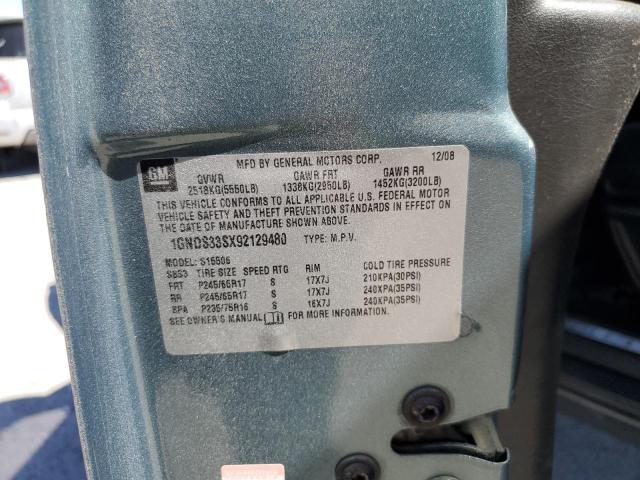 GM
MFD BY GENERAL MOTORS CORP. 12/08
GVWR GAWR FRT GAWR RR
2518KG(5550LB) 1338KG(2950LB) 1452KG(3200LB)
THIS VEHICLE CONFORMS TO ALL APPLICABLE U.S. FEDERAL MOTOR
VEHICLE SAFETY AND THEFT PREVENTION STANDARDS IN EFFECT ON
THE DATE OF MANUFACTURE SHOWN ABOVE.
1GNDS33SX92129480 TYPE: M.P.V.
MODEL: S15506
SBS3 TIRE SIZE SPEED RTG RIM COLD TIRE PRESSURE
FRT P245/65R17 S 17X7J 210KPA(30PSI)
RR P245/65R17 S 17X7J 240KPA(35PSI)
SPA P235/75R16 S 16X7J 240KPA(35PSI)
SEE OWNER'S MANUAL FOR MORE INFORMATION.